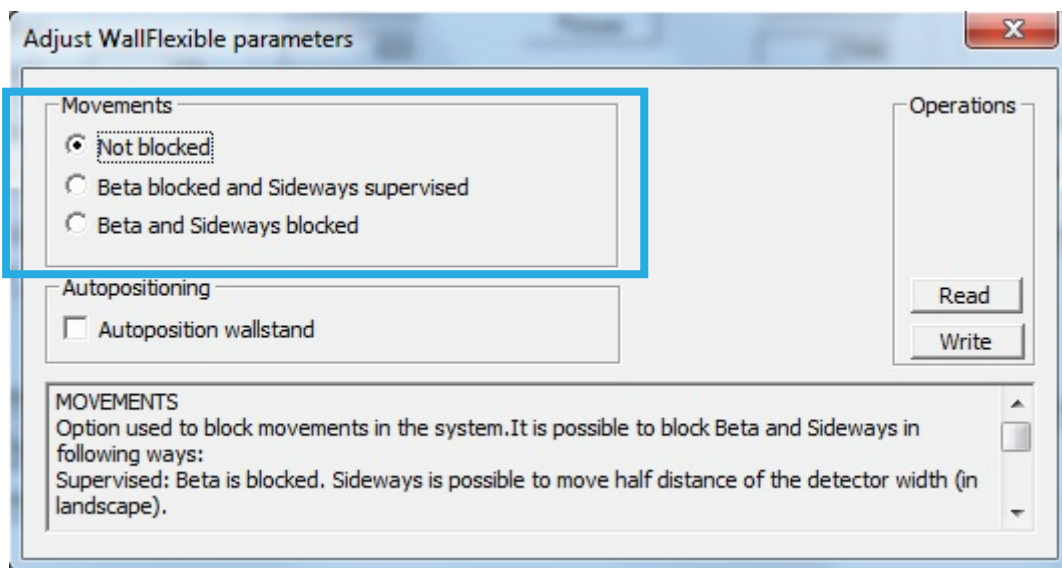 Adjust WallFlexible parameters
Movements
Not blocked
Beta blocked and Sideways supervised
Beta and Sideways blocked
Autopositioning
Autoposition wallstand
Operations
Read
Write
MOVEMENTS
Option used to block movements in the system.It is possible to block Beta and Sideways in
following ways:
Supervised: Beta is blocked. Sideways is possible to move half distance of the detector width (in
landscape).